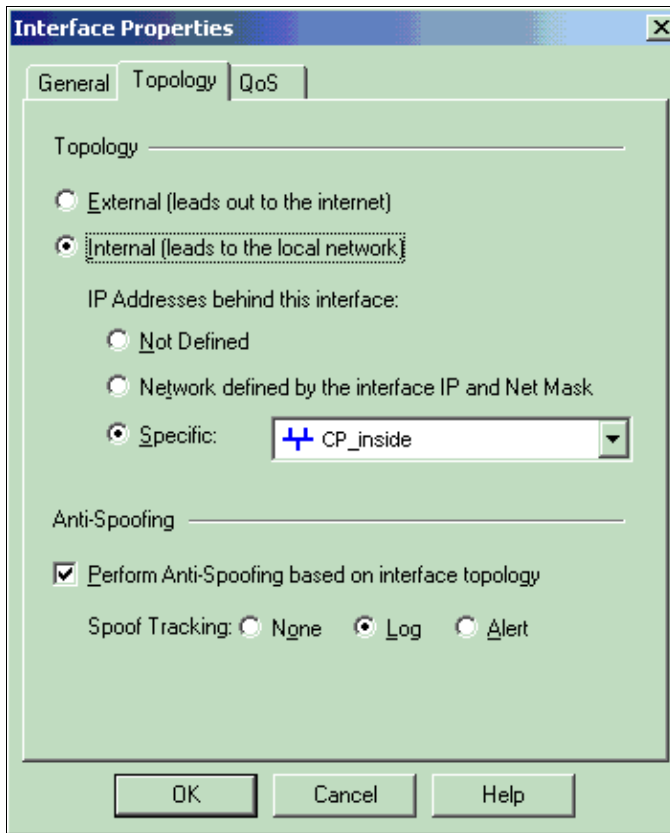 Interface Properties
General Topology QoS
Topology
External (leads out to the internet)
Internal (leads to the local network)
IP Addresses behind this interface:
Not Defined
Network defined by the interface IP and Net Mask
Specific: CP_inside
Anti-Spoofing
Perform Anti-Spoofing based on interface topology
Spoof Tracking: None Log Alert
OK Cancel Help